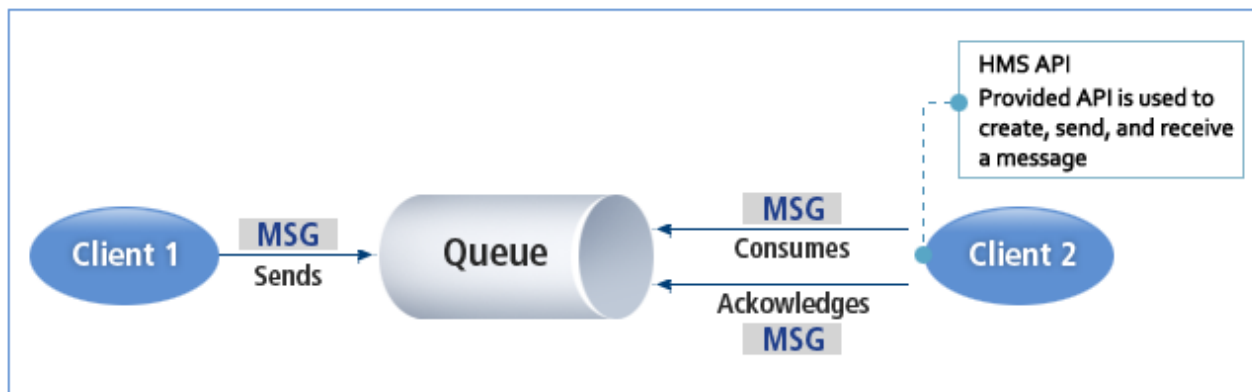 HMS API
Provided API is used to
create, send, and receive
a message
Client 1
MSG
Sends
Queue
MSG
Consumes
Ackowledges
MSG
Client 2